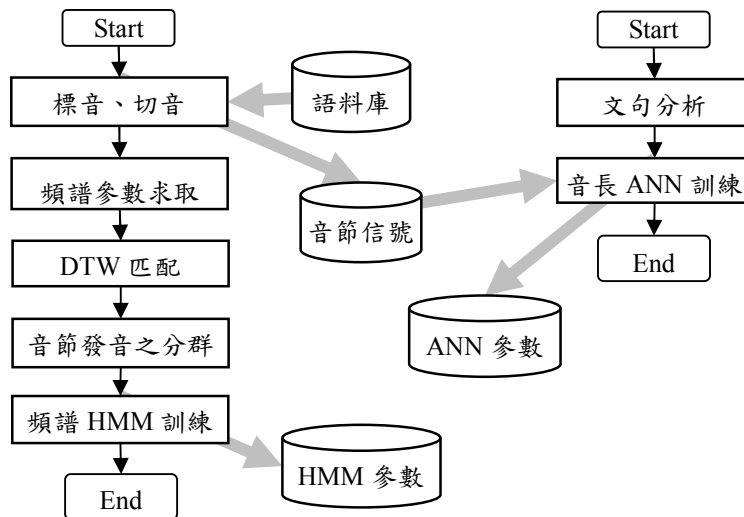 Start
標音、切音
頻譜參數求取
DTW 匹配
音節發音之分群
頻譜 HMM 訓練
End
語料庫
音節信號
HMM 參數
Start
文句分析
音長 ANN 訓練
End
ANN 參數